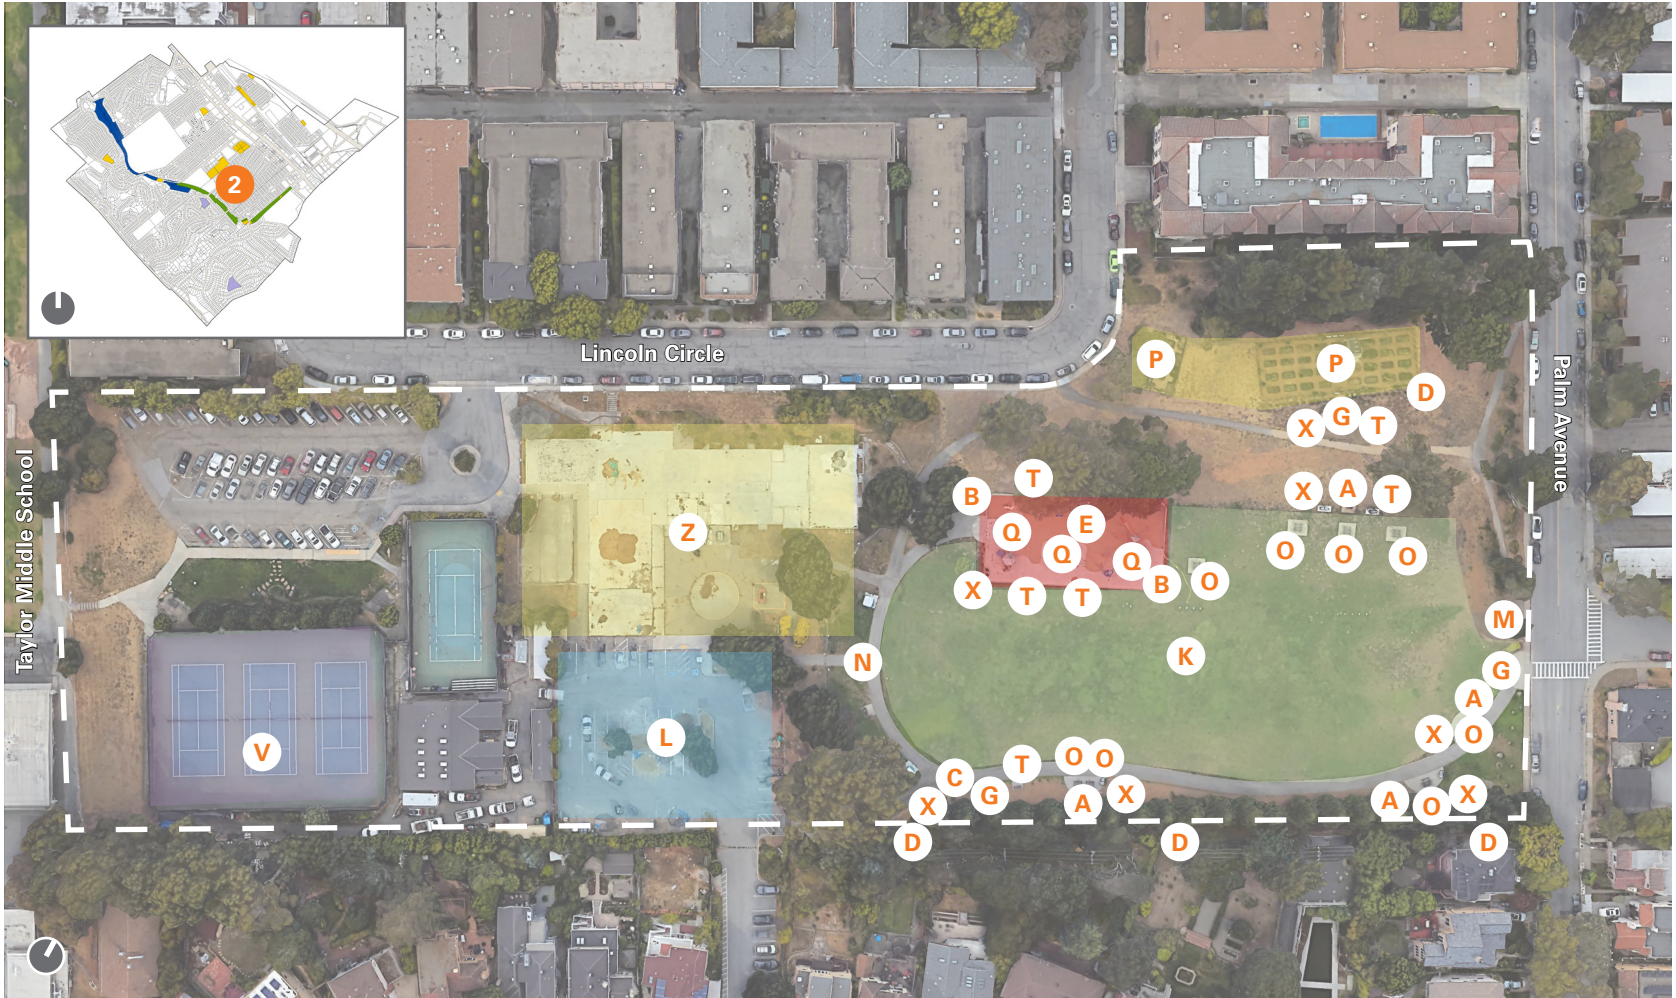 2
Lincoln Circle
Taylor Middle School
Palm Avenue
P
P
D
X
G
T
T
B
X
A
T
Q
E
Z
Q
Q
O
O
O
B
O
X
T
T
M
K
N
G
A
X
O
V
L
T
O
O
C
G
X
A
X
A
O
X
D
D
D